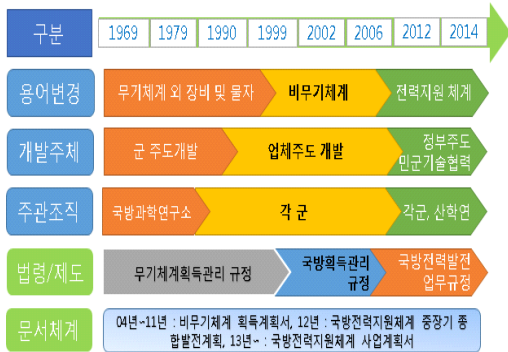 구분 1969 1979 1990 1999 2002 2006 2012 2014
용어변경 무기체계 외 장비 및 물자 비무기체계 전력지원 체계
개발주체 군 주도개발 업체주도 개발 정부주도
민군기술협력
주관조직 국방과학연구소 각 군 각군, 산학연
법령/제도 무기체계획득관리 규정 국방획득관리
규정 국방전력발전
업무규정
문서체계 04년~11년 : 비무기체계 획득계획서, 12년 : 국방전력지원체계 중장기 종
합발전계획, 13년~ : 국방전력지원체계 사업계획서